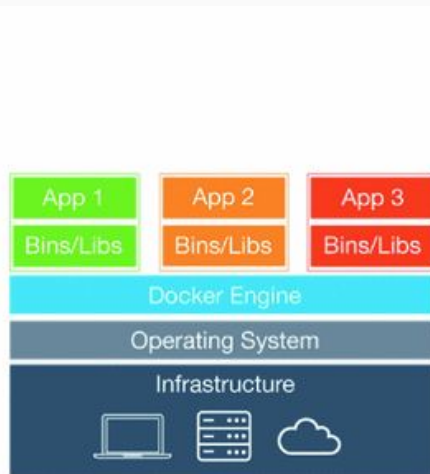 App 1 App 2 App 3
Bins/Libs Bins/Libs Bins/Libs
Docker Engine
Operating System
Infrastructure